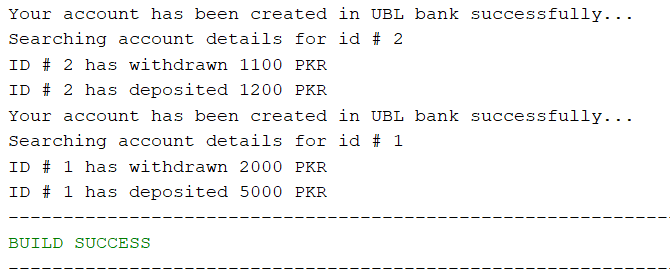 Your account has been created in UBL bank successfully...
Searching account details for id # 2
ID # 2 has withdrawn 1100 PKR
ID # 2 has deposited 1200 PKR
Your account has been created in UBL bank successfully...
Searching account details for id # 1
ID # 1 has withdrawn 2000 PKR
ID # 1 has deposited 5000 PKR
------------------------------------------------------------
BUILD SUCCESS
------------------------------------------------------------